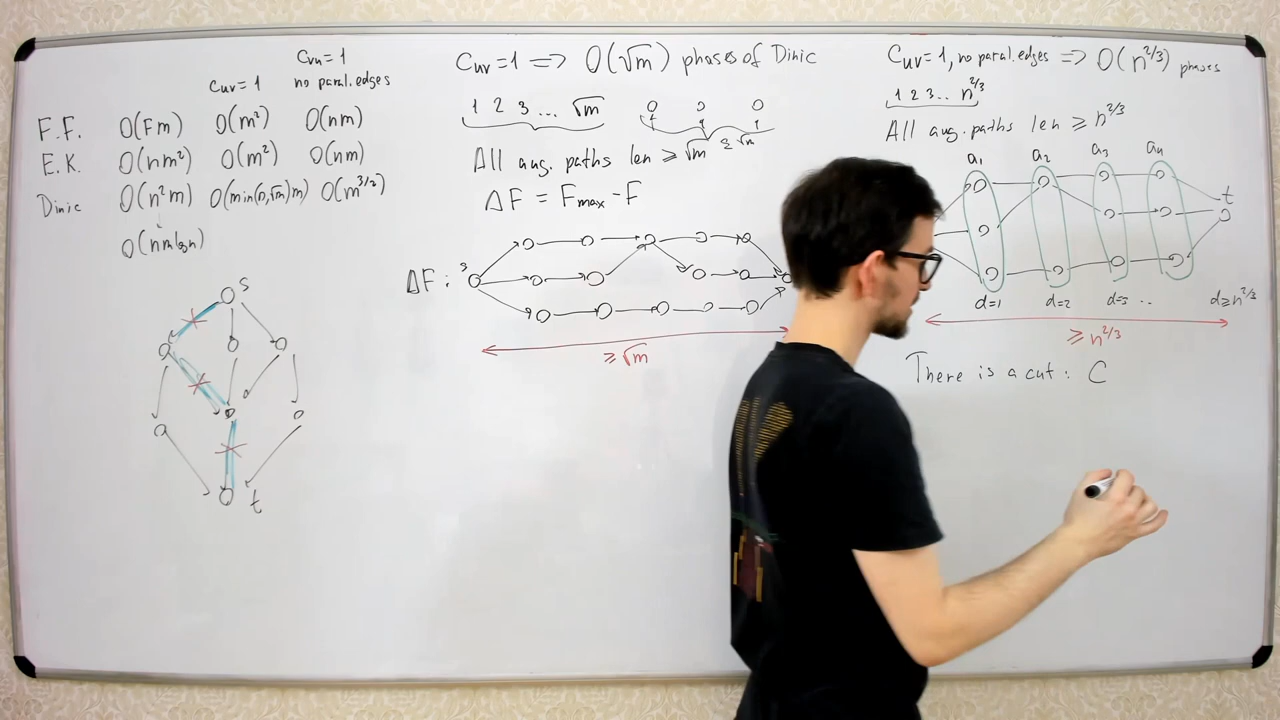 Cᵥᵤ=1
Cᵤᵥ=1 no paral. edges
F.F. O(Fm) O(m²) O(nm)
E.K. O(nm²) O(m²) O(nm)
Dinic O(n²m) O(min(n,√m)m) O(m^{3/2})
O(nm log n)
S
t
Cᵤᵥ=1 => O(√m) phases of Dinic
1 2 3 ... √m
≥ √m
All aug. paths len ≥ √m
ΔF = Fmax - F
ΔF :
3
≥ √m
Cᵤᵥ=1, no paral. edges => O(n^{2/3}) phases
1 2 3.. n^{2/3}
All aug. paths len ≥ n^{2/3}
a₁ a₂ a₃ a₄
t
d=1 d=2 d=3 .. d≥n^{2/3}
≥ n^{2/3}
There is a cut : C